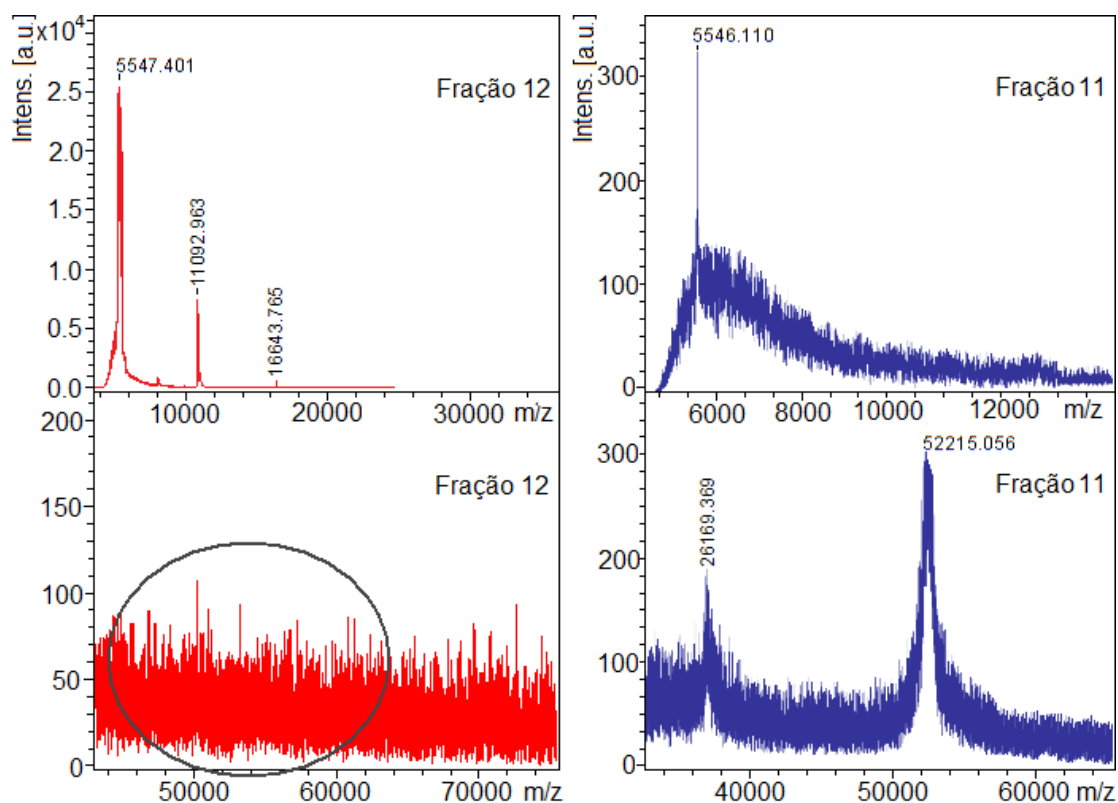 x10⁴
Intens. [a.u.
5547.401
Fração 12
2.5
2.0
1.5
1.0
0.5
0.0
11092.963
16643.765
10000 20000 30000 m/z
Intens. [a.u.
5546.110
Fração 11
300
200
100
0
6000 8000 10000 12000 m/z
200
Fração 12
150
100
50
0
50000 60000 70000 m/z
52215.056
300
Fração 11
26169.369
200
100
0
40000 50000 60000 m/z